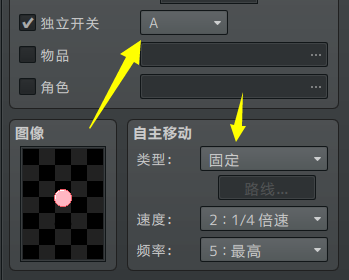 独立开关 A
物品 ...
角色 ...
图像
自主移动
类型： 固定
路线...
速度： 2 : 1/4 倍速
频率： 5 : 最高